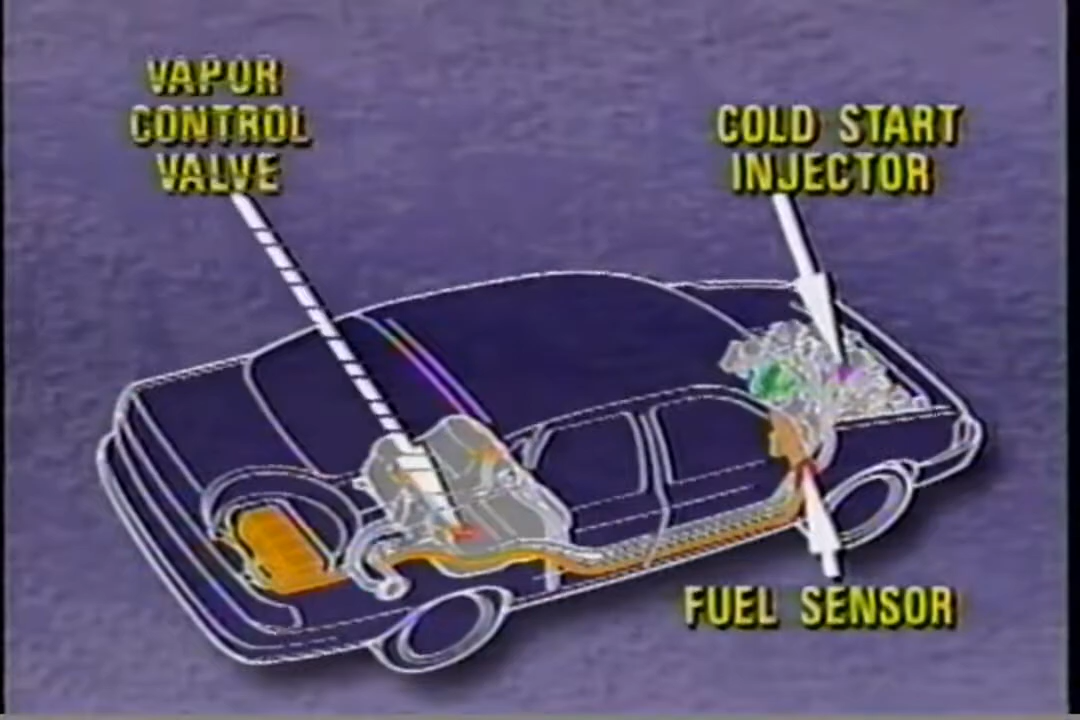 VAPOR
CONTROL
VALVE
COLD START
INJECTOR
FUEL SENSOR